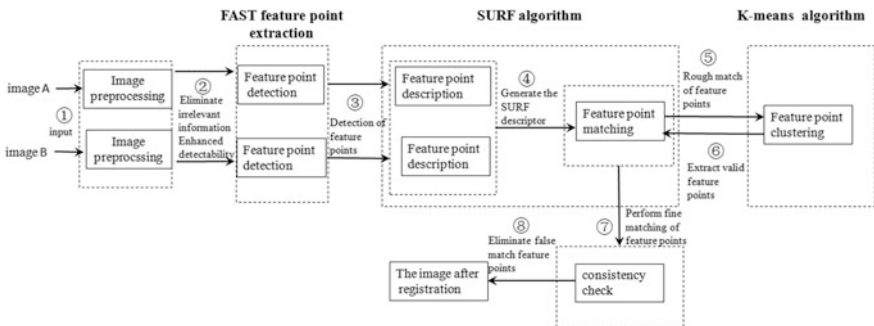 FAST feature point
extraction
SURF algorithm
K-means algorithm
image A
Image
preprocessing
②
Eliminate
irrelevant
information
Enhanced
detectability
Feature point
detection
Feature point
description
④
Generate the
SURF
descriptor
⑤
Rough match
of feature
points
①
input
③
Detection of
feature
points
Feature point
matching
Feature point
clustering
image B
Image
preprocssing
Feature point
detection
Feature point
description
⑥
Extract valid
feature
points
⑦
Perform fine
matching of
feature points
⑧
Eliminate false
match feature
points
The image after
registration
consistency
check